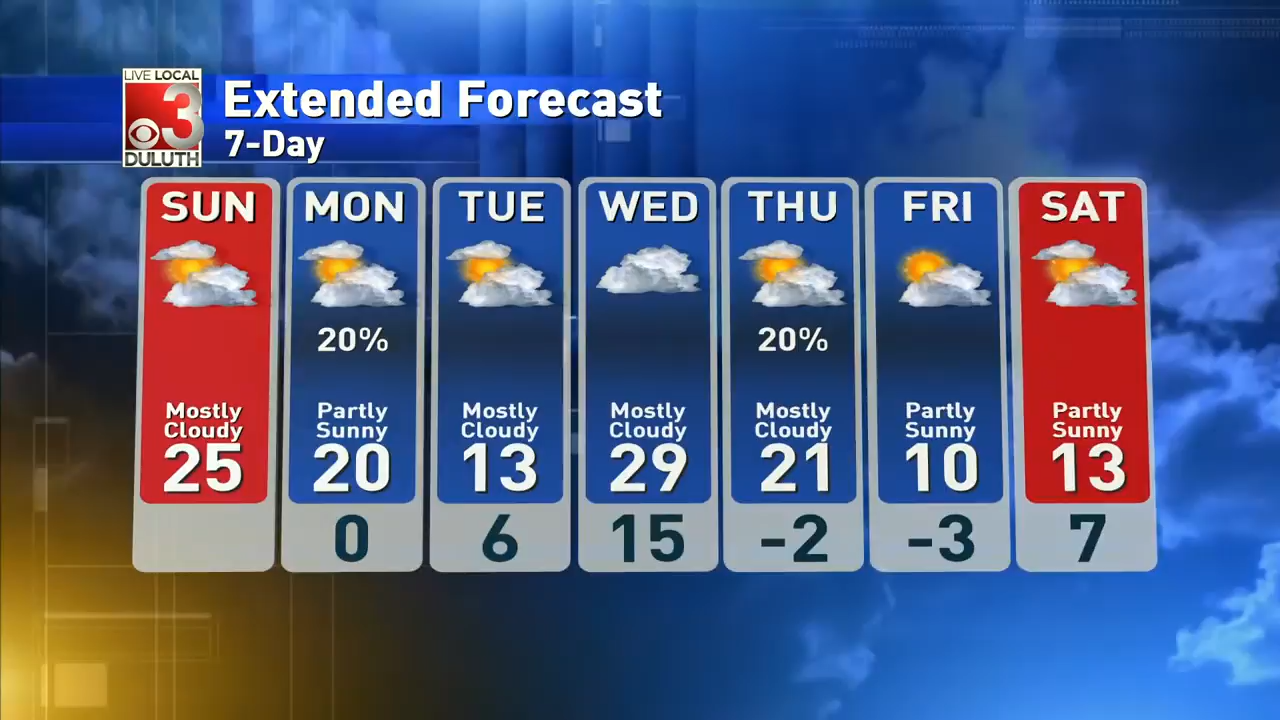 LIVE LOCAL
3
DULUTH
Extended Forecast
7-Day
SUN MON TUE WED THU FRI SAT
20% 20%
Mostly Partly Mostly Mostly Mostly Partly Partly
Cloudy Sunny Cloudy Cloudy Cloudy Sunny Sunny
25 20 13 29 21 10 13
0 6 15 -2 -3 7